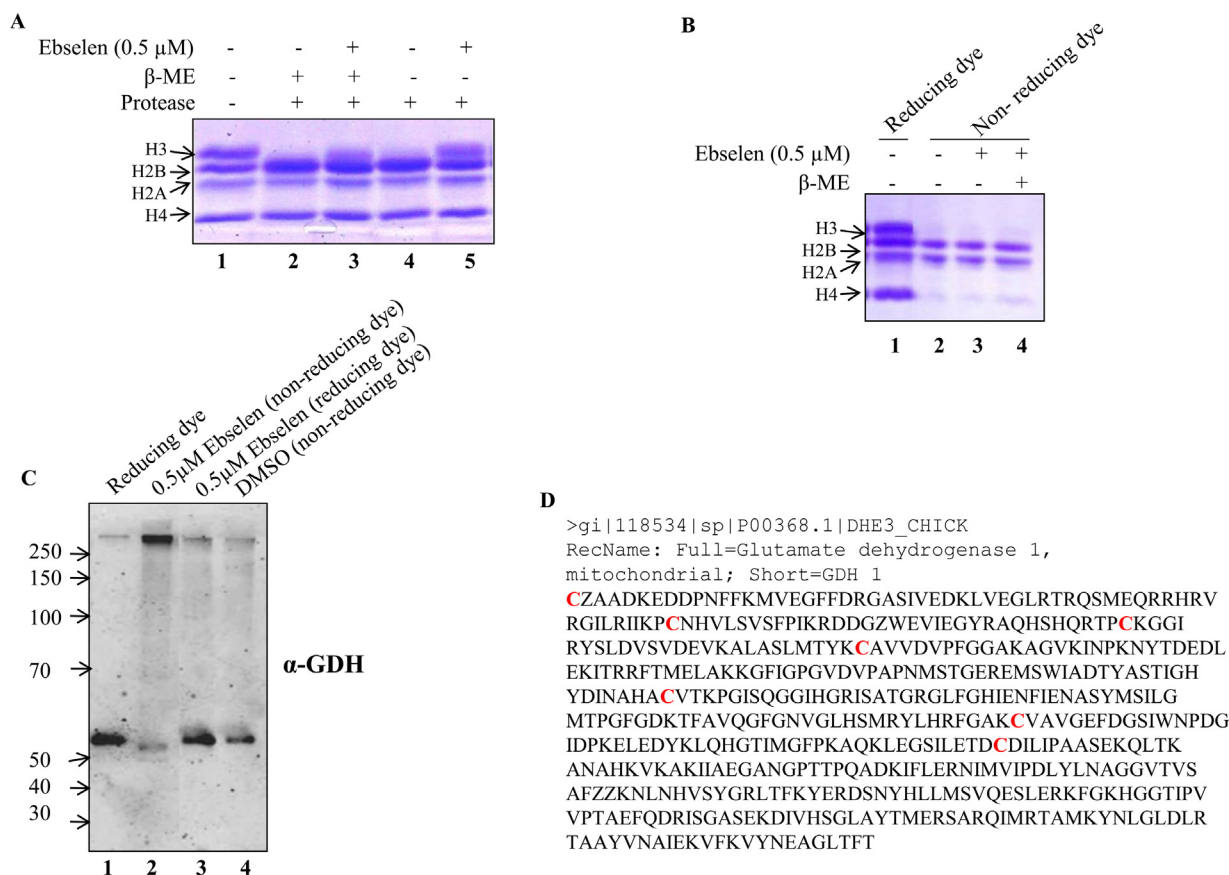 A
Ebselen (0.5 µM) - - + - +
β-ME - + + - -
Protease - + + + +
H3
H2B
H2A
H4
1 2 3 4 5
B
Reducing dye
Non- reducing dye
Ebselen (0.5 µM) - - + +
β-ME - - - +
H3
H2B
H2A
H4
1 2 3 4
C
Reducing dye
0.5µM Ebselen (non-reducing dye)
0.5µM Ebselen (reducing dye)
DMSO (non-reducing dye)
250
150
100
70
50
40
30
α-GDH
1 2 3 4
D
>gi|118534|sp|P00368.1|DHE3_CHICK
RecName: Full=Glutamate dehydrogenase 1,
mitochondrial; Short=GDH 1
CZAADKEDDPNFFKMVEGFFDRGASIVEDKLVEGLRTRQSMEQRRHRV
RGILRIIKPCNHVLSVSFPIKRDDGZWEVIEGYRAQHSHQRTPCKGGI
RYSLDVSVDEVKALASLMTYKCAVVDVPFGGAKAGVKINPKNYTDEDL
EKITRRFTMELAKKGFIGPGVDVPAPNMSTGEREMSWIADTYASTIGH
YDINAHACVTKPGISQGGIHGRISATGRGLFGHIENFIENASYMSILG
MTPGFGDKTFAVQGFGNVGLHSMRYLHRFGAKCVAVGEFDGSIWNPDG
IDPKELEDYKLQHGTIMGFPKAQKLEGSILETDCDILIPAASEKQLTK
ANAHKVKAKIIAEGANGPTTPQADKIFLERNIMVIPDLYLNAGGVTVS
AFZZKNLNHVSYGRLTFKYERDSNYHLLMSVQESLERKFGKHGGTIPV
VPTAEFQDRISGASEKDIVHSGLAYTMERSARQIMRTAMKYNLGLDLR
TAAYVNAIEKVFKVYNEAGLTFT